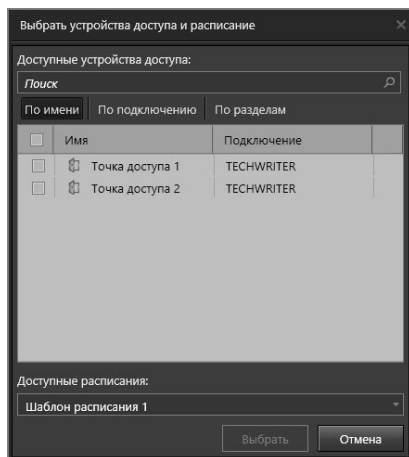 Выбрать устройства доступа и расписание
Доступные устройства доступа:
Поиск
По имени По подключению По разделам
Имя Подключение
Точка доступа 1 TECHWRITER
Точка доступа 2 TECHWRITER
Доступные расписания:
Шаблон расписания 1
Выбрать Отмена